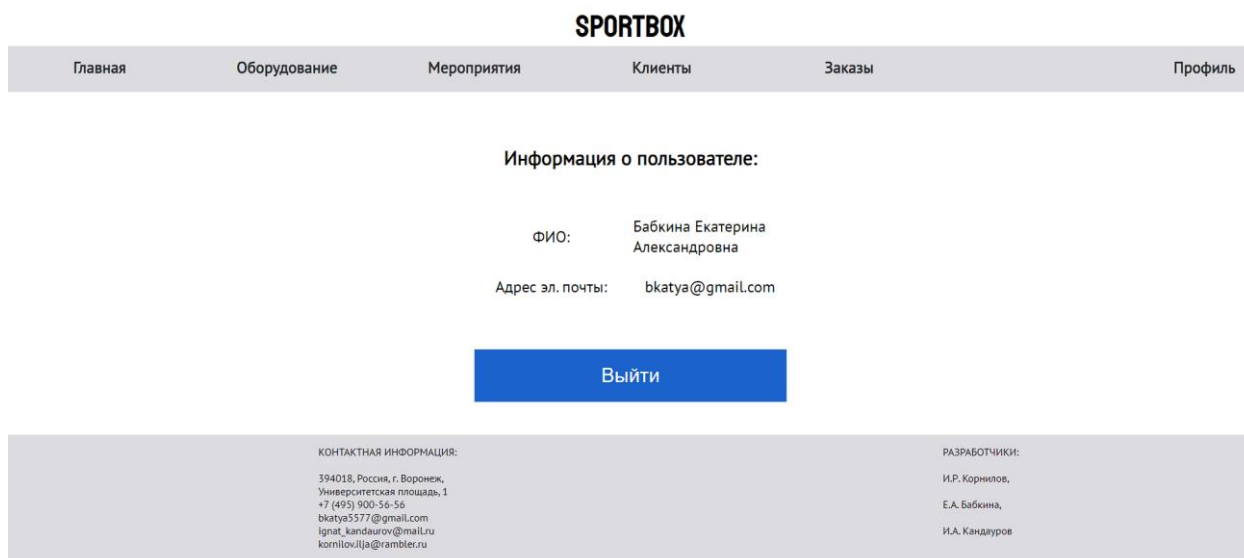 SPORTBOX
Главная Оборудование Мероприятия Клиенты Заказы Профиль
Информация о пользователе:
ФИО: Бабкина Екатерина
Александровна
Адрес эл. почты: bkatya@gmail.com
Выйти
КОНТАКТНАЯ ИНФОРМАЦИЯ:
394018, Россия, г. Воронеж,
Университетская площадь, 1
+7 (495) 900-56-56
bkatya5577@gmail.com
ignat_kandaurov@mail.ru
kornilov.ilja@rambler.ru
РАЗРАБОТЧИКИ:
И.Р. Корнилов,
Е.А. Бабкина,
И.А. Кандауров